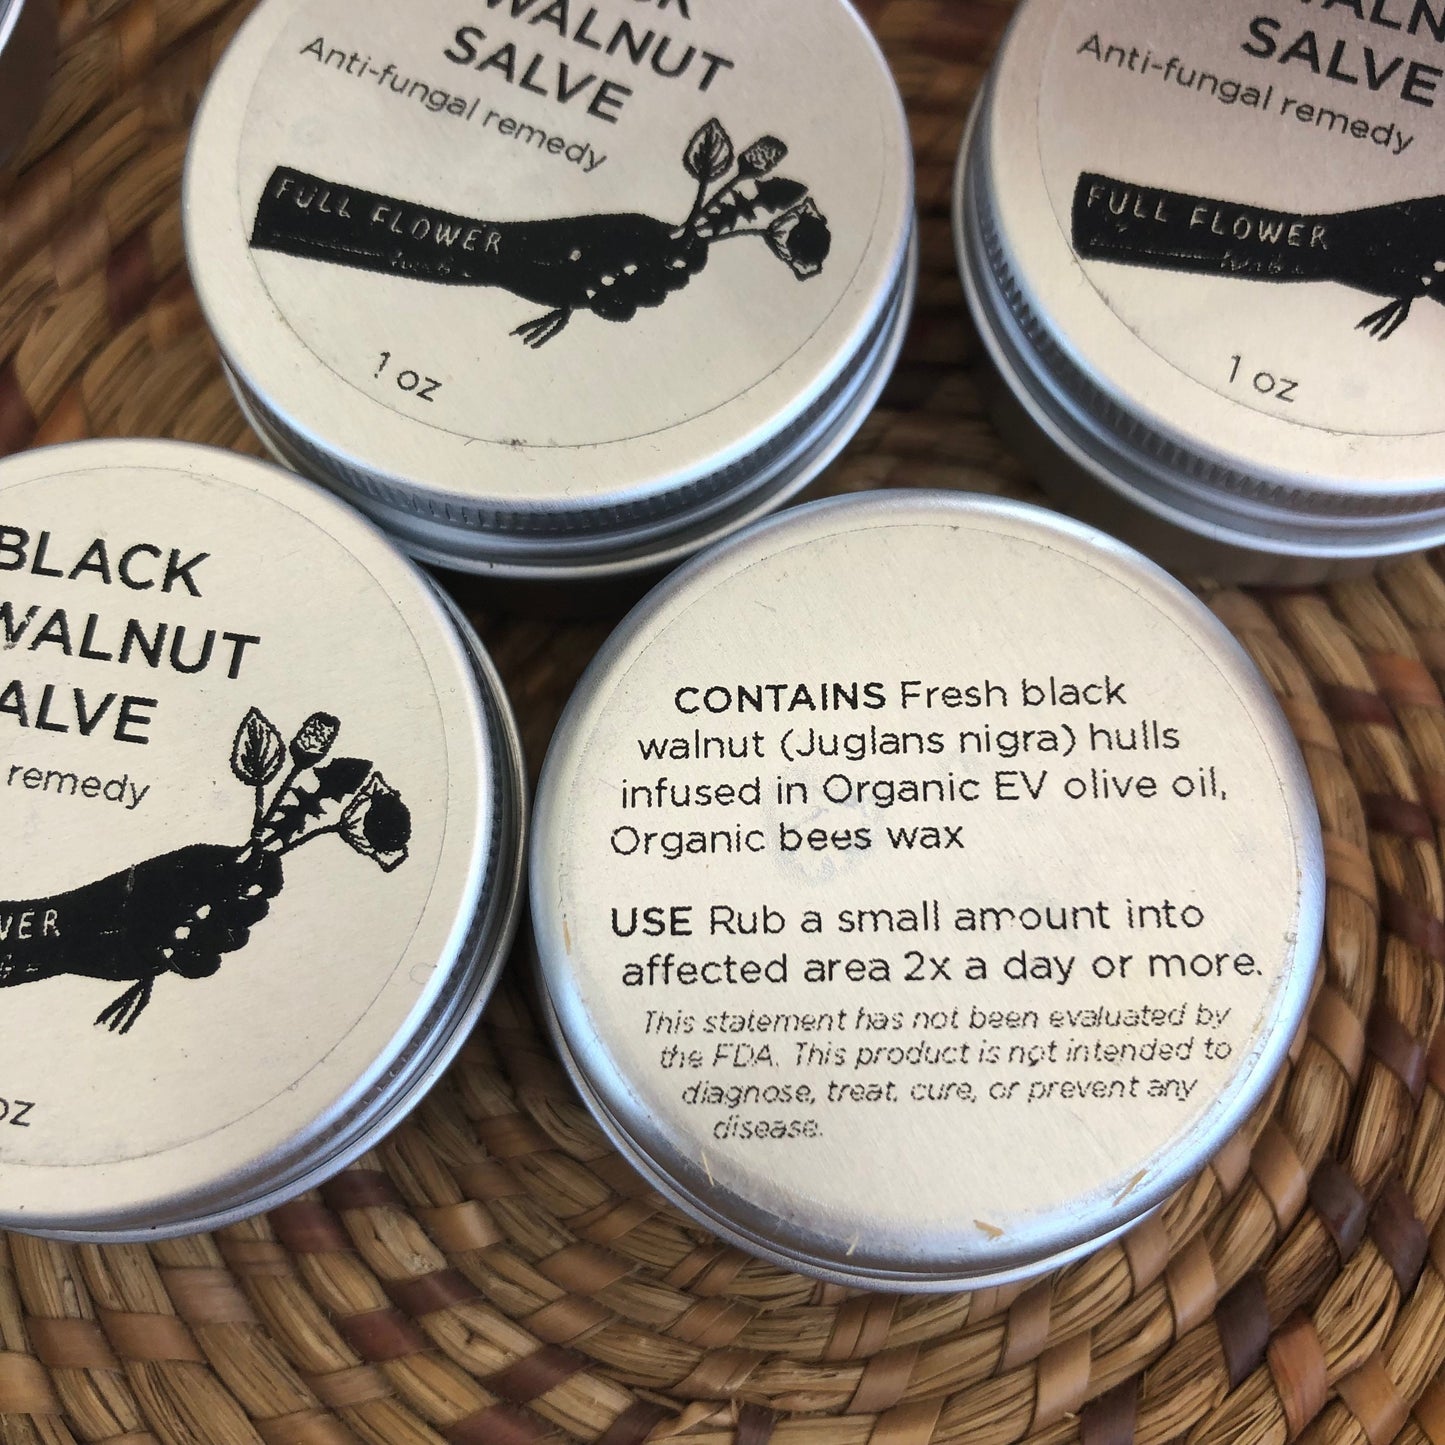 WALNUT
SALVE
Anti-fungal remedy
FULL FLOWER
1 oz
SALVE
Anti-fungal remedy
FULL FLOWER
1 oz
BLACK
WALNUT
SALVE
remedy
CONTAINS Fresh black
walnut (Juglans nigra) hulls
infused in Organic EV olive oil,
Organic bees wax
USE Rub a small amount into
affected area 2x a day or more.
This statement has not been evaluated by
the FDA. This product is not intended to
diagnose, treat, cure, or prevent any
disease.